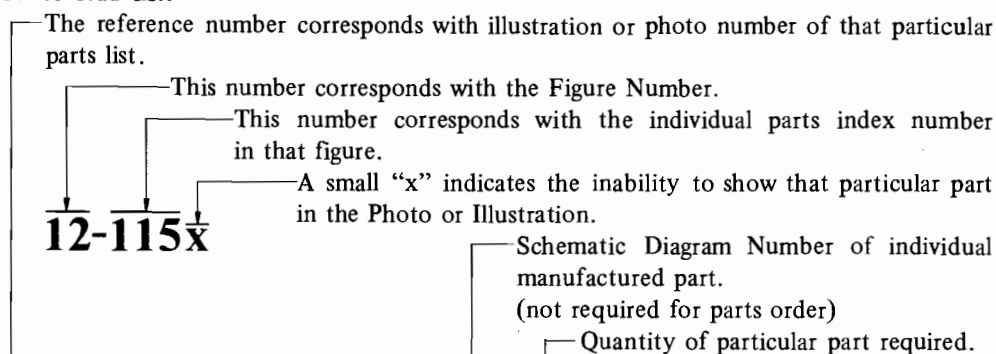 The reference number corresponds with illustration or photo number of that particular
parts list.
This number corresponds with the Figure Number.
This number corresponds with the individual parts index number
in that figure.
A small “x” indicates the inability to show that particular part
in the Photo or Illustration.
12-115x
Schematic Diagram Number of individual
manufactured part.
(not required for parts order)
Quantity of particular part required.